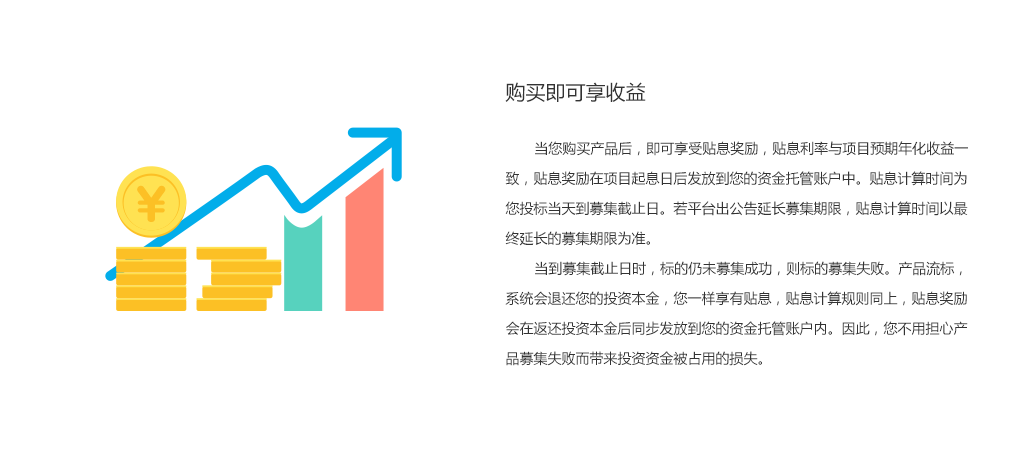 购买即可享收益
当您购买产品后，即可享受贴息奖励，贴息利率与项目预期年化收益一
致，贴息奖励在项目起息日后发放到您的资金托管账户中。贴息计算时间为
您投标当天到募集截止日。若平台出公告延长募集期限，贴息计算时间以最
终延长的募集期限为准。
当到募集截止日时，标的仍未募集成功，则标的募集失败。产品流标，
系统会退还您的投资本金，您一样享有贴息，贴息计算规则同上，贴息奖励
会在返还投资本金后同步发放到您的资金托管账户内。因此，您不用担心产
品募集失败而带来投资资金被占用的损失。
¥